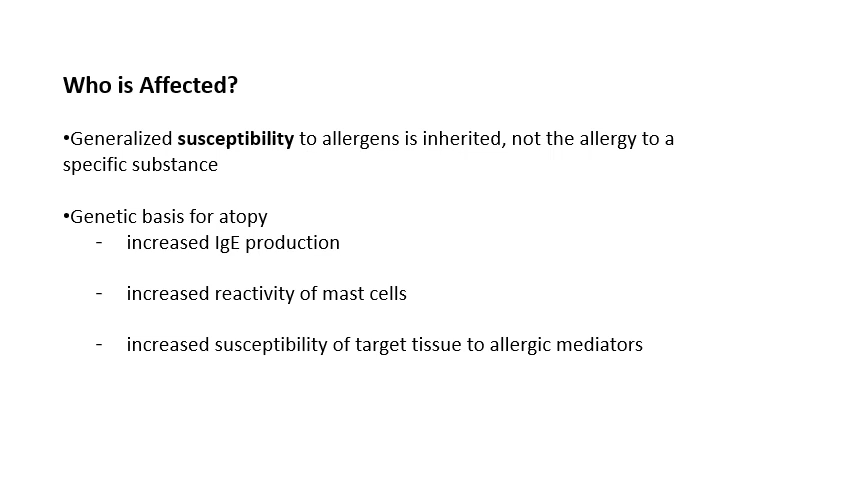 Who is Affected?
•Generalized susceptibility to allergens is inherited, not the allergy to a
specific substance
•Genetic basis for atopy
- increased IgE production
- increased reactivity of mast cells
- increased susceptibility of target tissue to allergic mediators